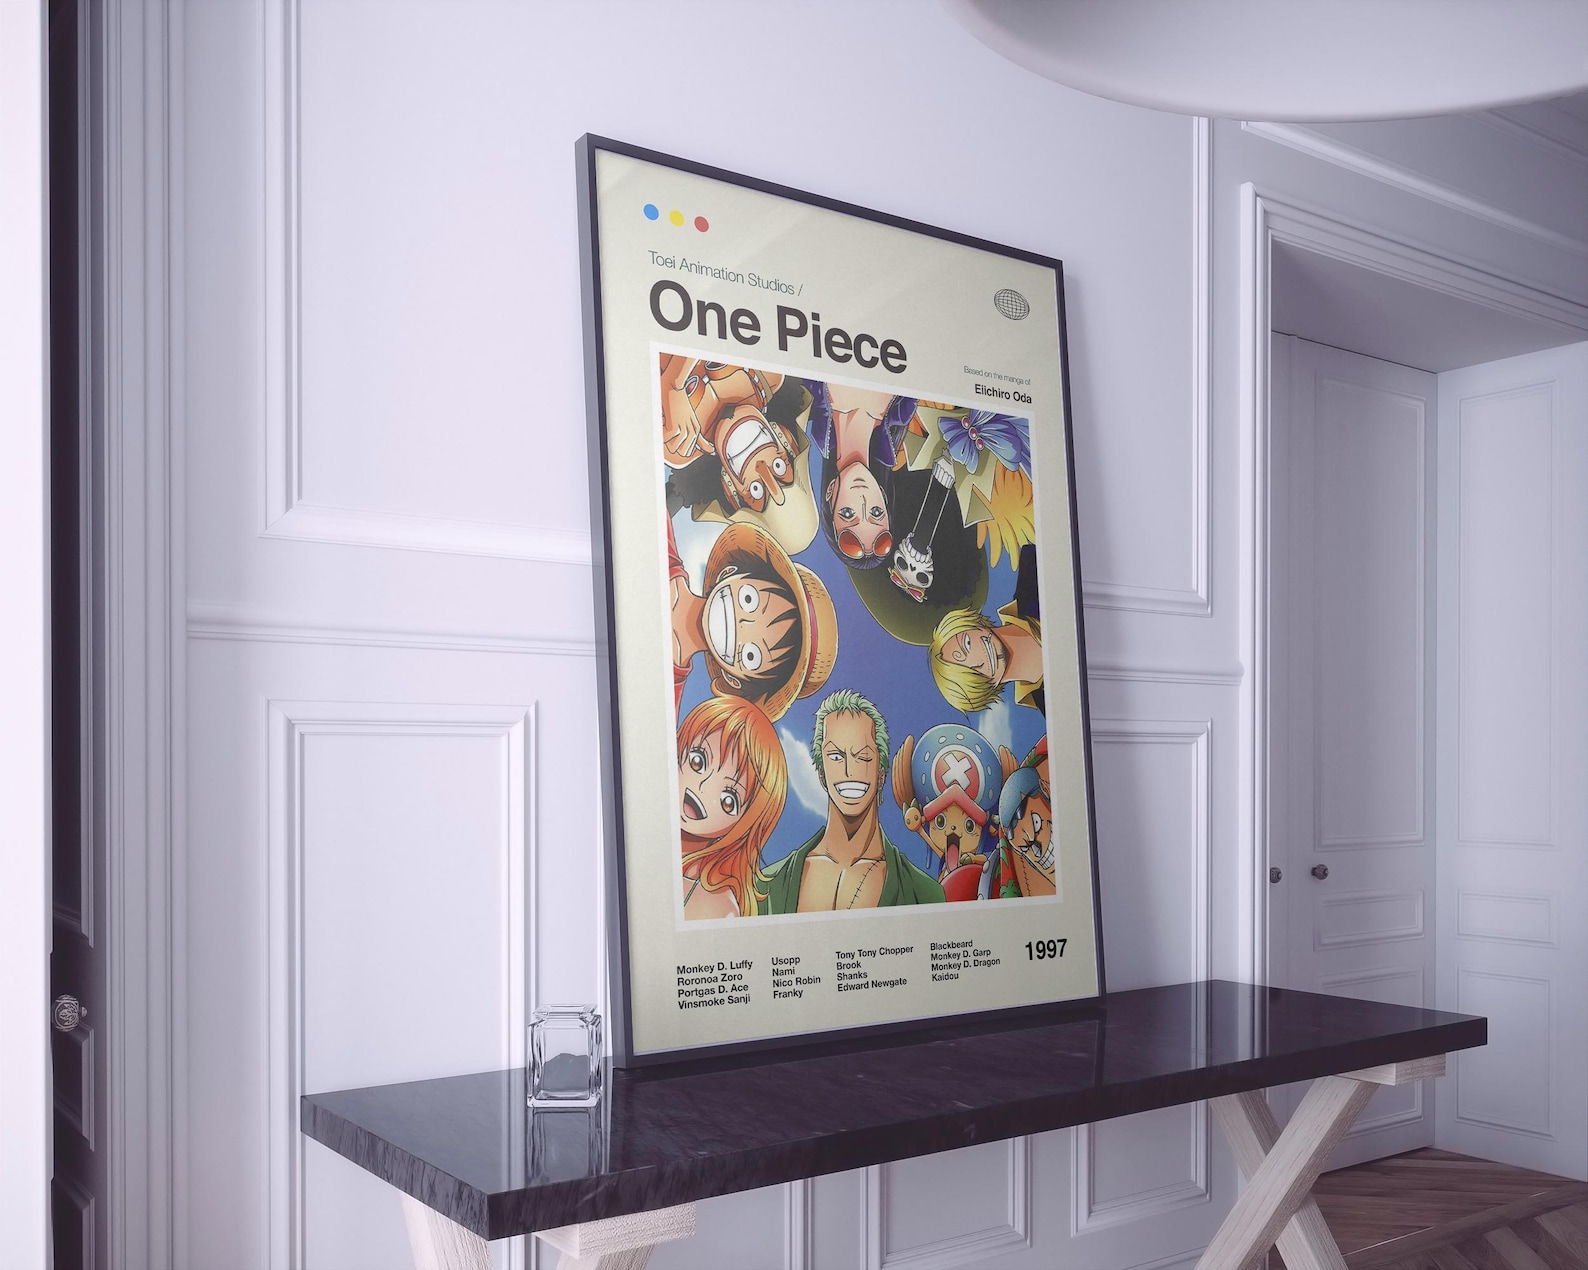 Toei Animation Studios /
One Piece
Based on the manga of
Eiichiro Oda
Monkey D. Luffy
Roronoa Zoro
Portgas D. Ace
Vinsmoke Sanji
Usopp
Nami
Nico Robin
Franky
Tony Tony Chopper
Brook
Shanks
Edward Newgate
Blackbeard
Monkey D. Garp
Monkey D. Dragon
Kaidou
1997